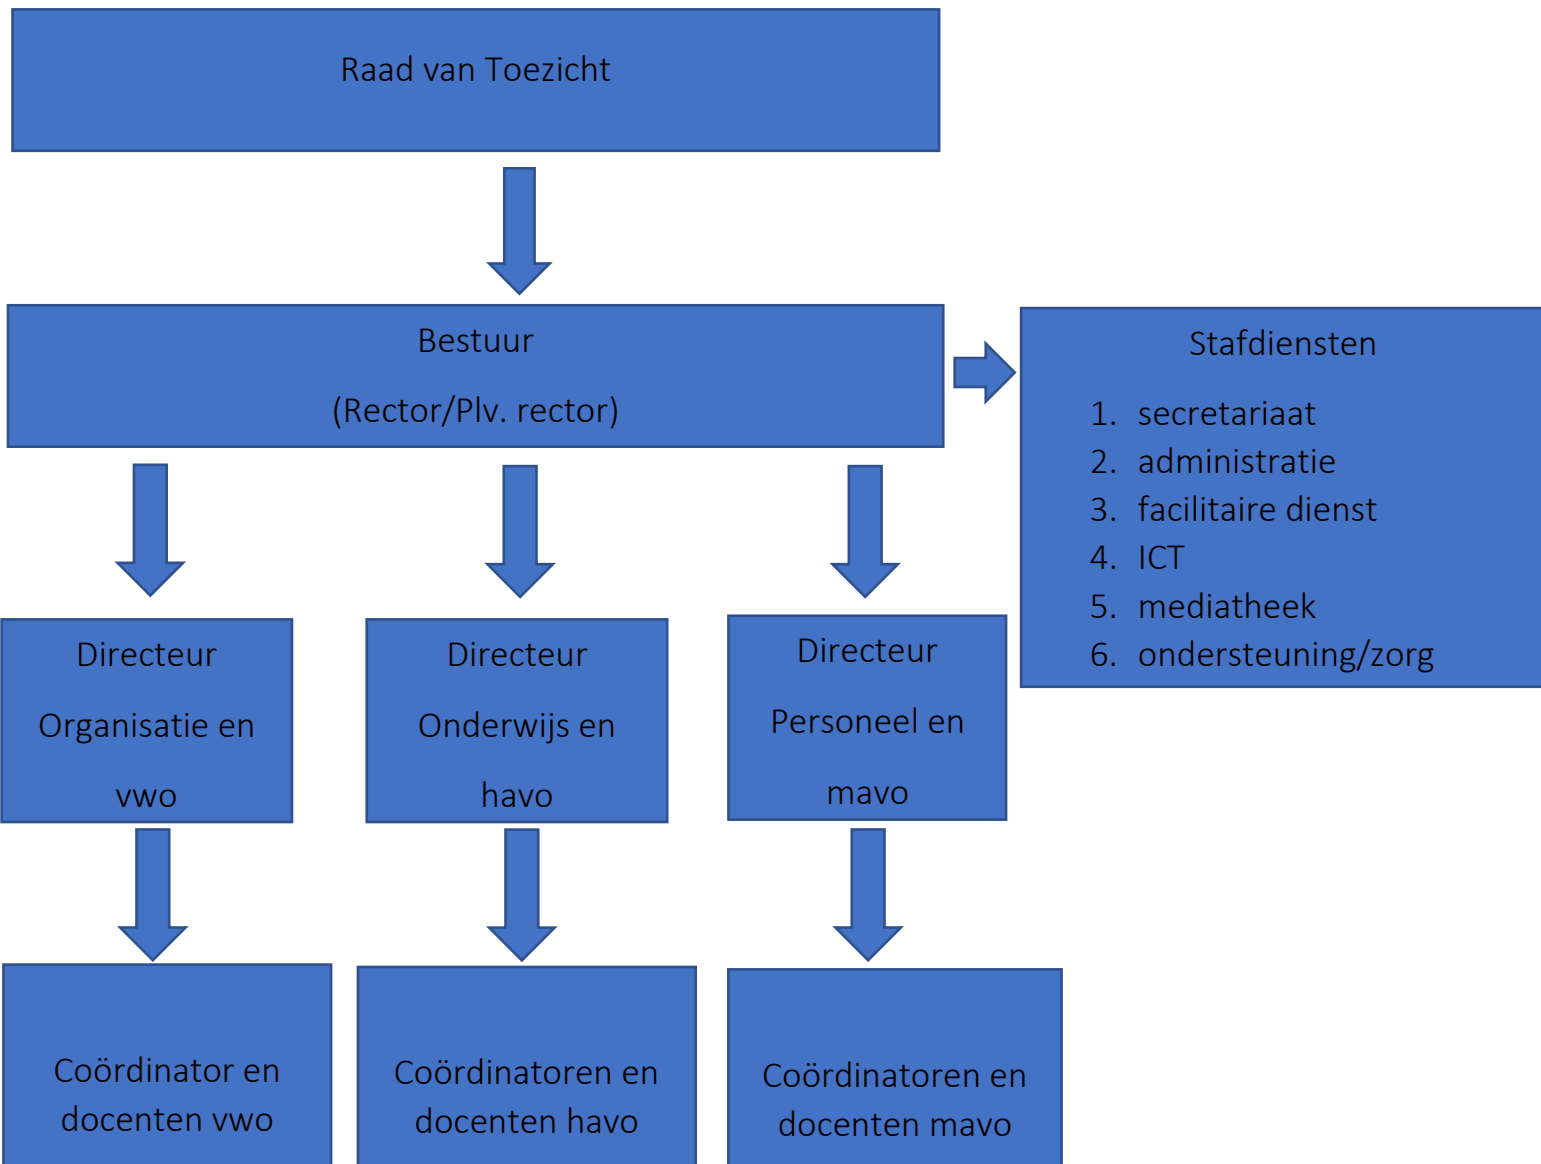 Raad van Toezicht
Bestuur
(Rector/Plv. rector)
Stafdiensten
1. secretariaat
2. administratie
3. facilitaire dienst
4. ICT
5. mediatheek
6. ondersteuning/zorg
Directeur
Organisatie en
vwo
Directeur
Onderwijs en
havo
Directeur
Personeel en
mavo
Coördinator en
docenten vwo
Coördinatoren en
docenten havo
Coördinatoren en
docenten mavo